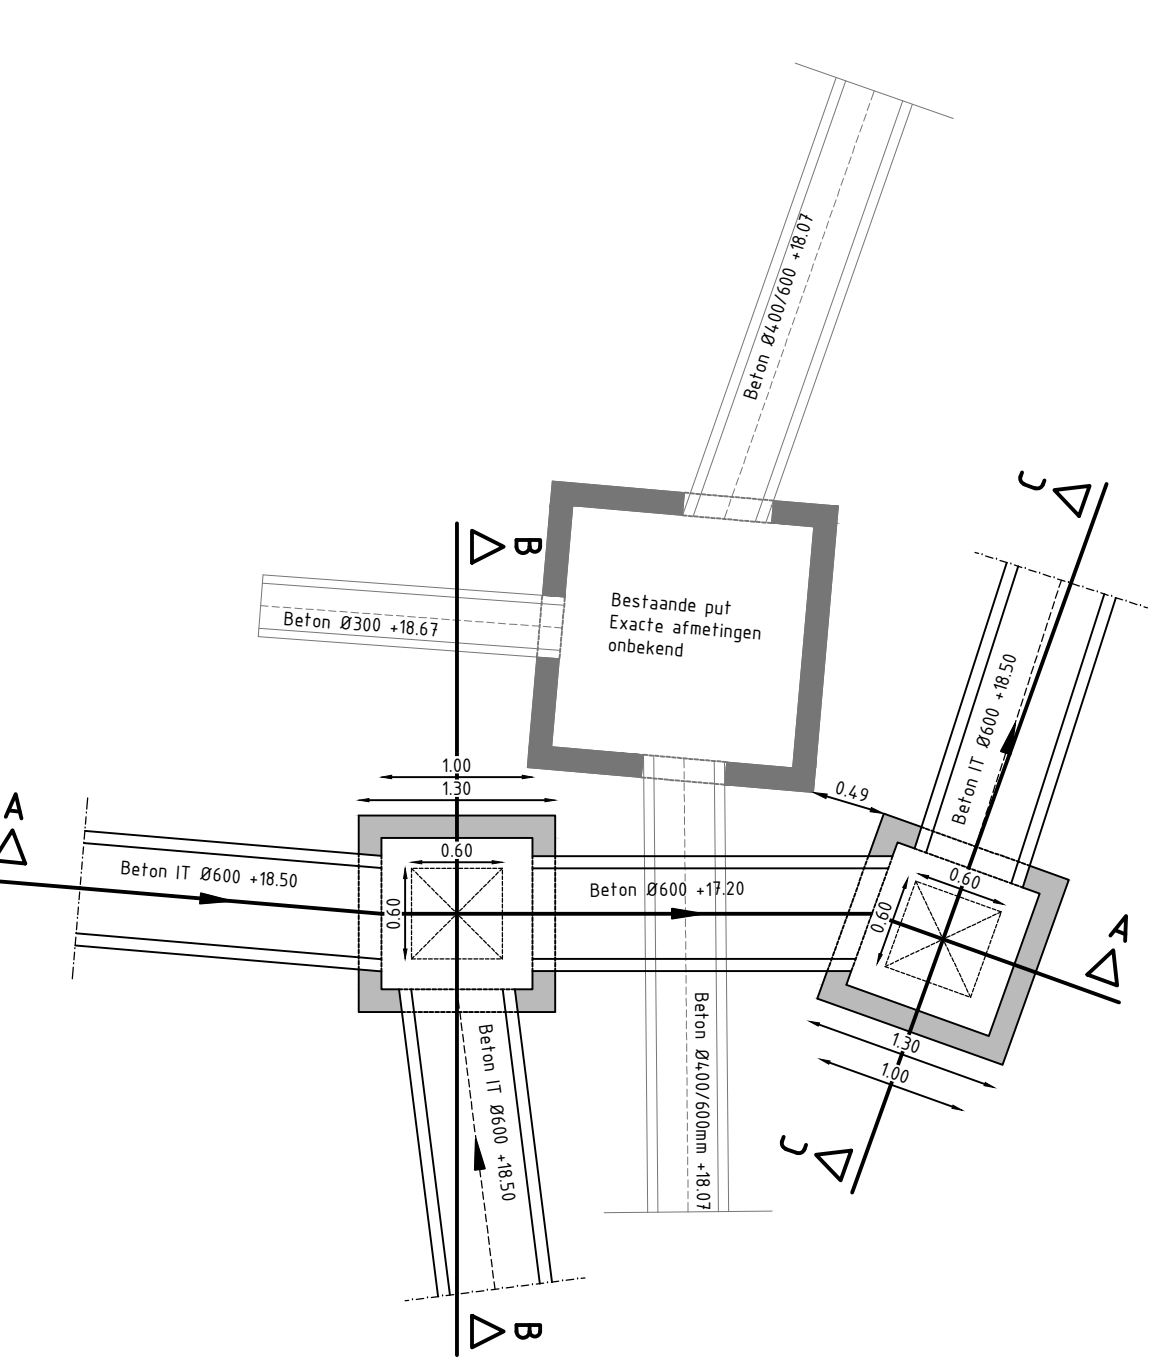 Beton Ø400/600 +18.07
C
B
Bestaande put
Exacte afmetingen
onbekend
Beton Ø300 +18.67
Beton IT Ø600 +18.50
1.00
1.30
0.49
A
0.60
0.60
Beton IT Ø600 +18.50
Beton Ø600 +17.20
0.60
0.60
A
Beton IT Ø600 +18.50
Beton Ø400/600mm +18.07
1.30
1.00
C
B